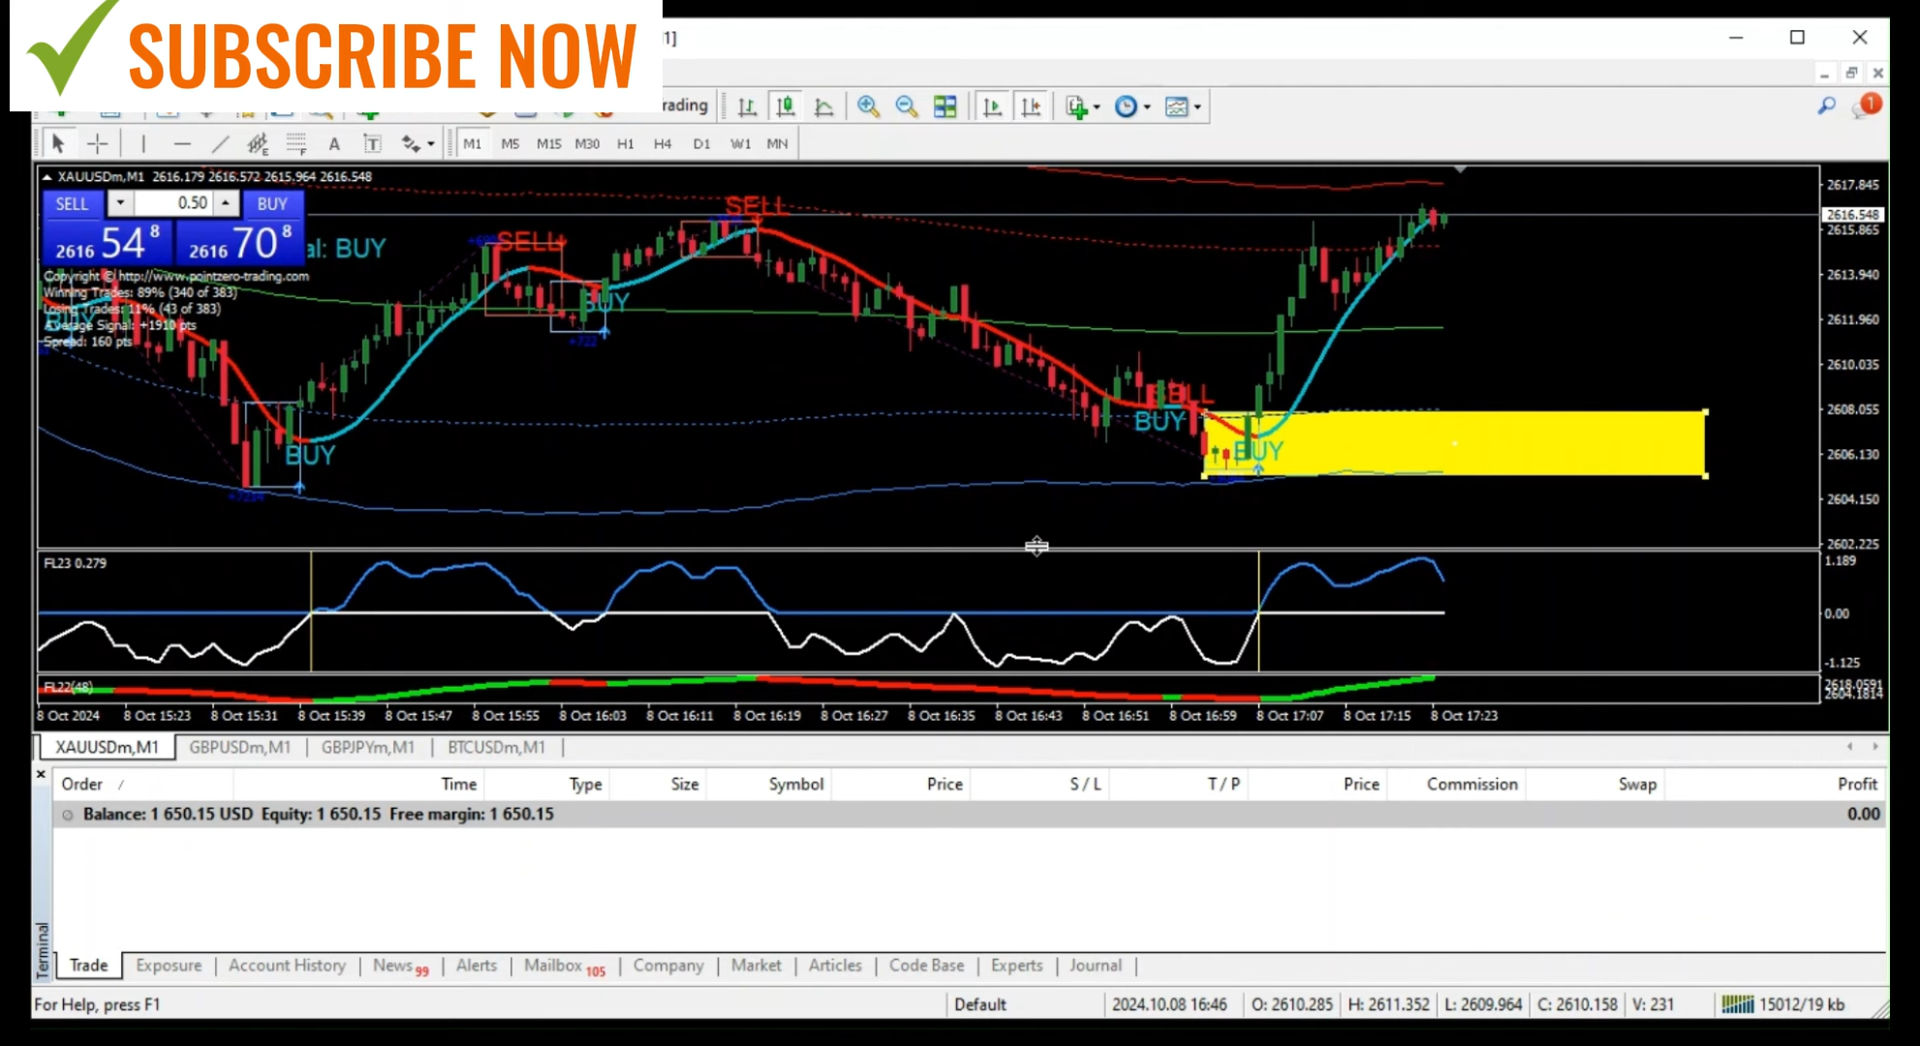 SUBSCRIBE NOW
1]
rading
1
A
T
M1 M5 M15 M30 H1 H4 D1 W1 MN
XAUUSDm,M1 2616.179 2616.572 2615.964 2616.548
SELL 0.50 BUY
2616 54 8 2616 70 8
al: BUY
Copyright © http://www.pointzero-trading.com
Winning Trades: 89% (340 of 383)
Losing Trades: 11% (43 of 383)
Average Signal: +1910 pts
Spread: 160 pts
BUY
BUY
SELL
BUY
+722
SELL
SELL
BUY
BUY
2617.845
2616.548
2615.865
2613.940
2611.960
2610.035
2608.055
2606.130
2604.150
2602.225
FL23 0.279
1.189
0.00
-1.125
FL22(48)
2618.0591
2604.1814
8 Oct 2024 8 Oct 15:23 8 Oct 15:31 8 Oct 15:39 8 Oct 15:47 8 Oct 15:55 8 Oct 16:03 8 Oct 16:11 8 Oct 16:19 8 Oct 16:27 8 Oct 16:35 8 Oct 16:43 8 Oct 16:51 8 Oct 16:59 8 Oct 17:07 8 Oct 17:15 8 Oct 17:23
XAUUSDm,M1 GBPUSDm,M1 GBPJPYm,M1 BTCUSDm,M1
Order / Time Type Size Symbol Price S / L T / P Price Commission Swap Profit
Balance: 1 650.15 USD Equity: 1 650.15 Free margin: 1 650.15 0.00
Terminal
Trade Exposure Account History News 99 Alerts Mailbox 105 Company Market Articles Code Base Experts Journal
For Help, press F1 Default 2024.10.08 16:46 O: 2610.285 H: 2611.352 L: 2609.964 C: 2610.158 V: 231 15012/19 kb